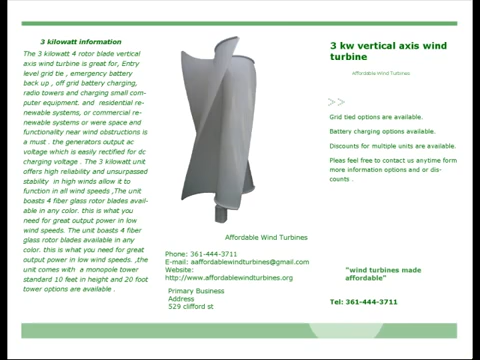 3 kilowatt information
The 3 kilowatt 4 rotor blade vertical
axis wind turbine is great for, Entry
level grid tie , emergency battery
back up , off grid battery charging,
radio towers and charging small com-
puter equipment. and  residential re-
newable systems, or commercial re-
newable systems or were space and
functionality near wind obstructions is
a must . the generators output ac
voltage which is easily rectified for dc
charging voltage . The 3 kilowatt unit
offers high reliability and unsurpassed
stability  in high winds allow it to
function in all wind speeds ,The unit
boasts 4 fiber glass rotor blades avail-
able in any color. this is what you
need for great output power in low
wind speeds. The unit boasts 4 fiber
glass rotor blades available in any
color. this is what you need for great
output power in low wind speeds. ,the
unit comes with  a monopole tower
standard 10 feet in height and 20 foot
tower options are available .
Affordable Wind Turbines
Phone: 361-444-3711
E-mail: aaffordablewindturbines@gmail.com
Website:
http://www.affordablewindturbines.org
Primary Business
Address
529 clifford st
3 kw vertical axis wind
turbine
affordable Wind Turbines
>>
Grid tied options are available.
Battery charging options available.
Discounts for multiple units are available.
Pleas feel free to contact us anytime form
more information options and or dis-
counts .
"wind turbines made
affordable"
Tel: 361-444-3711